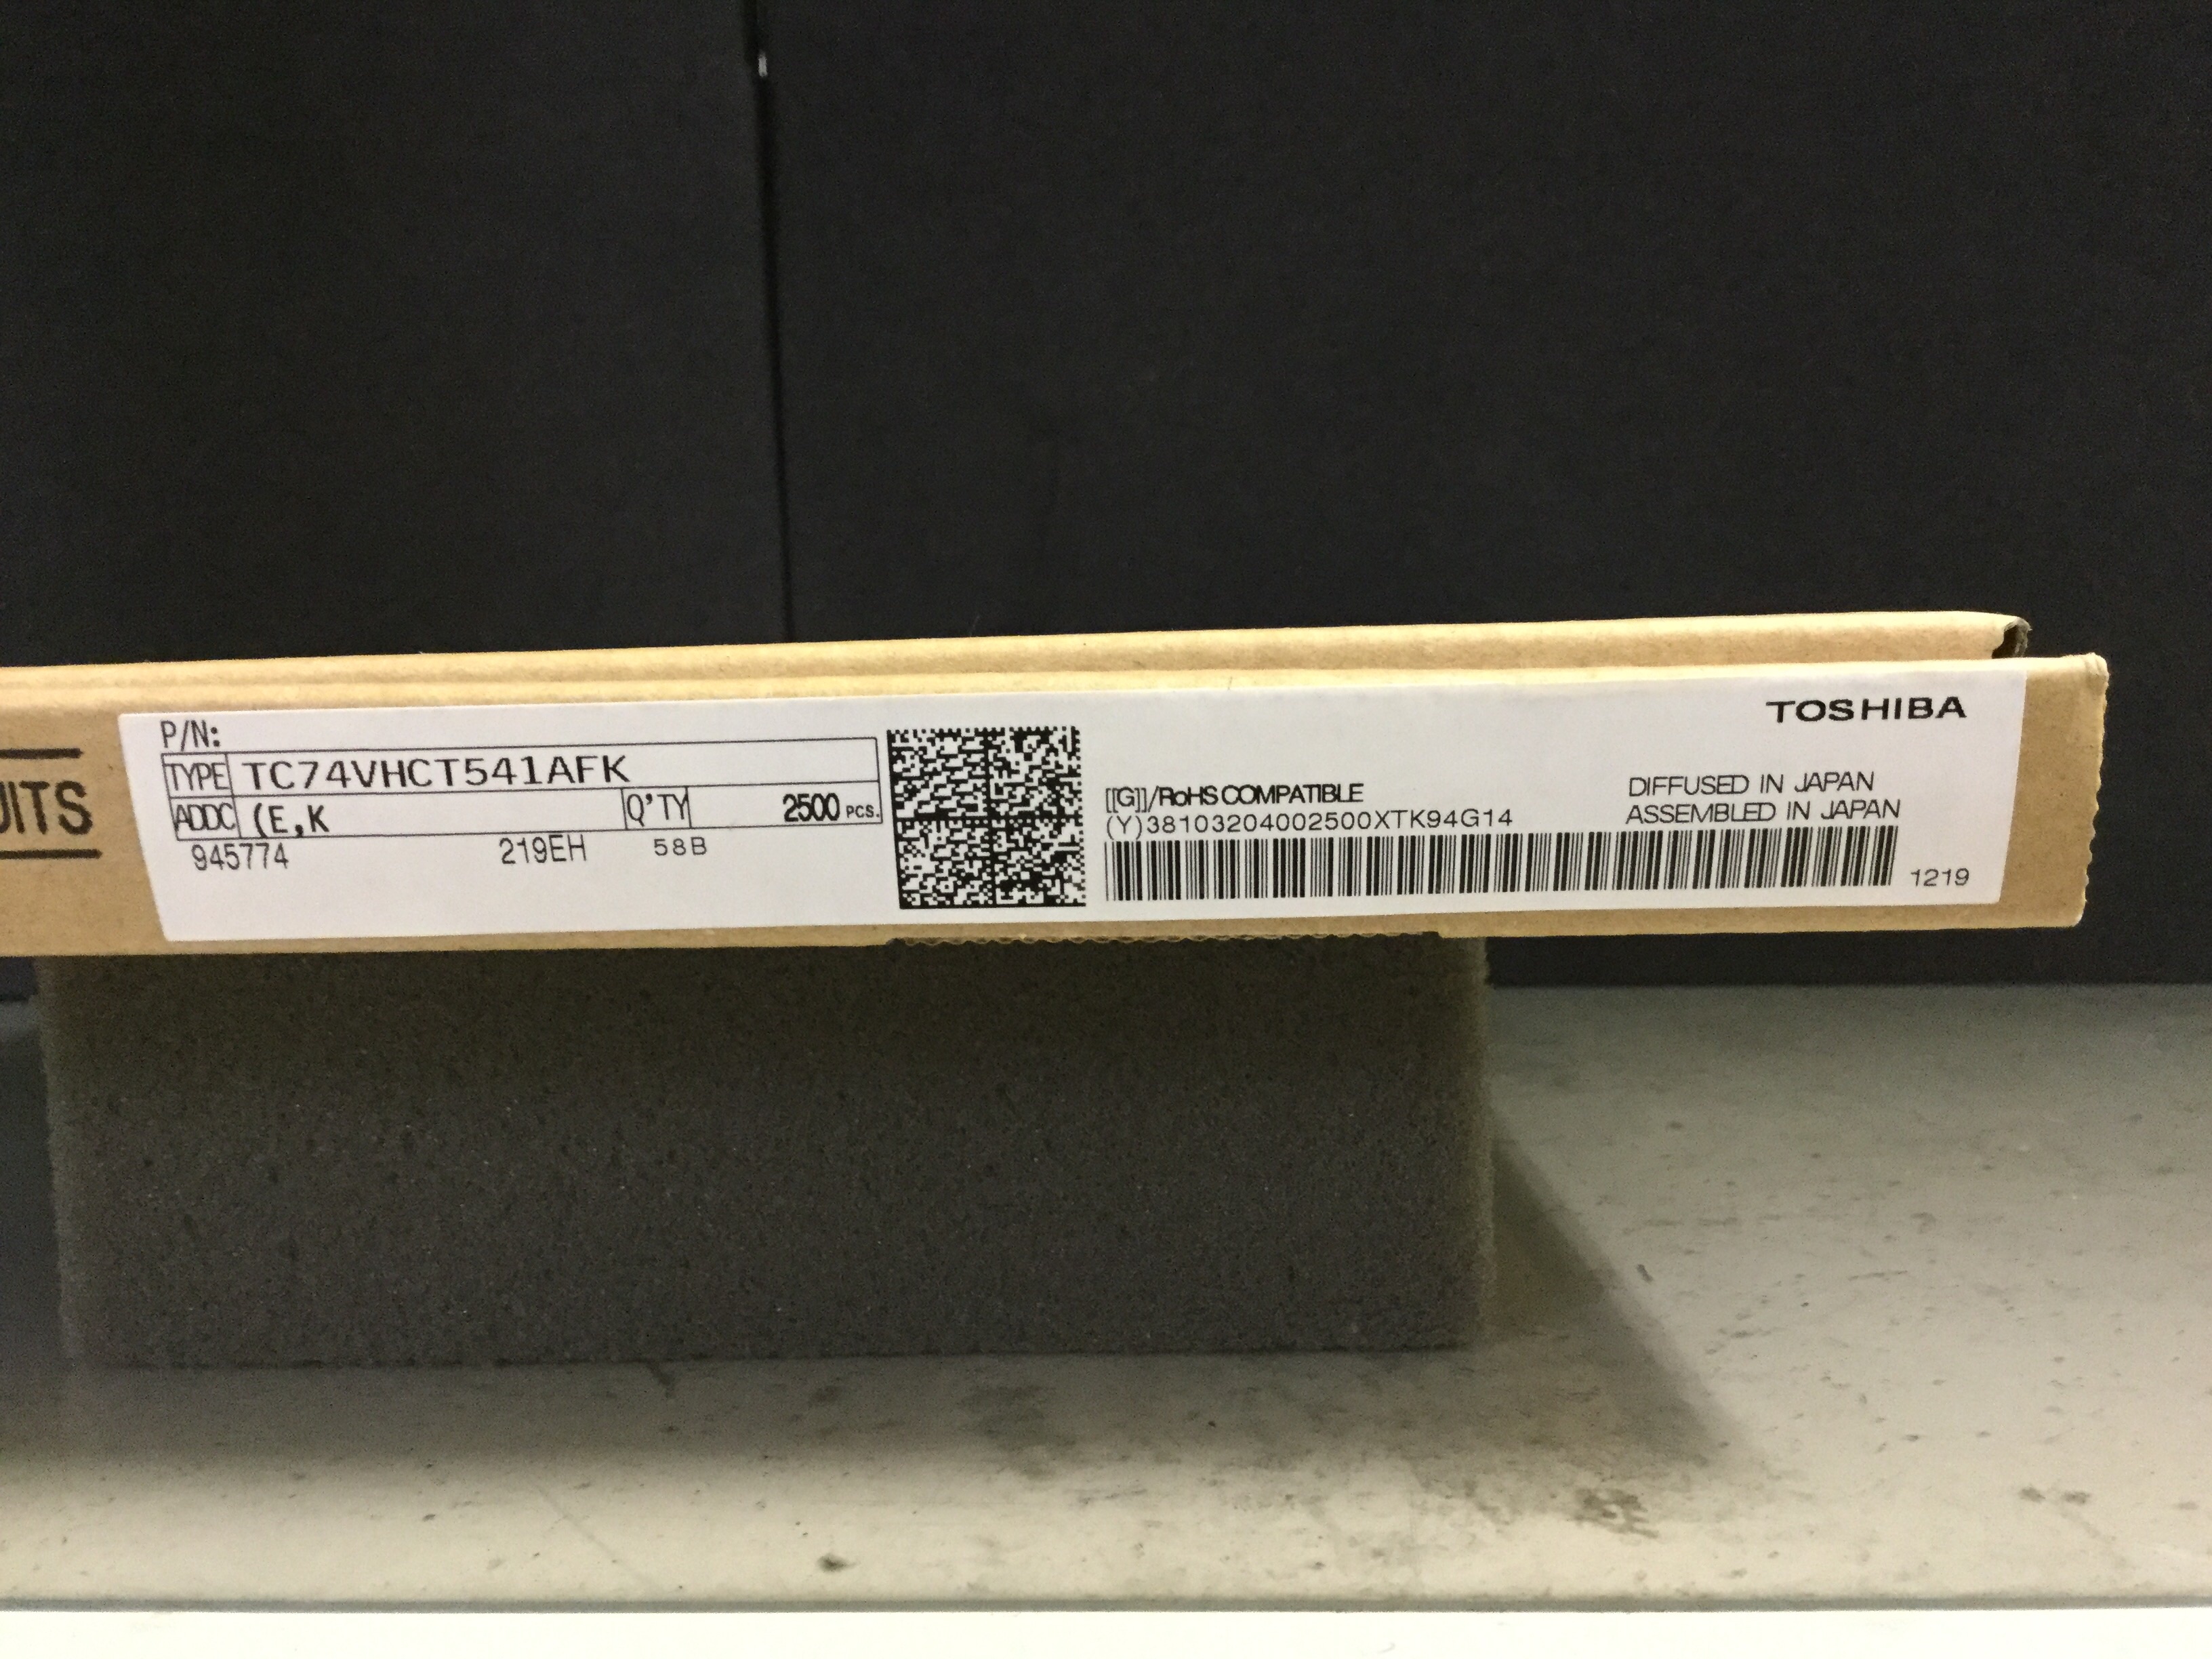 UITS
P/N:
TYPE TC74VHCT541AFK
ADDC (E,K Q'TY 2500 PCS.
945774 219EH 58B
TOSHIBA
[[G]]/RoHS COMPATIBLE
DIFFUSED IN JAPAN
(Y)38103204002500XTK94G14
ASSEMBLED IN JAPAN
1219